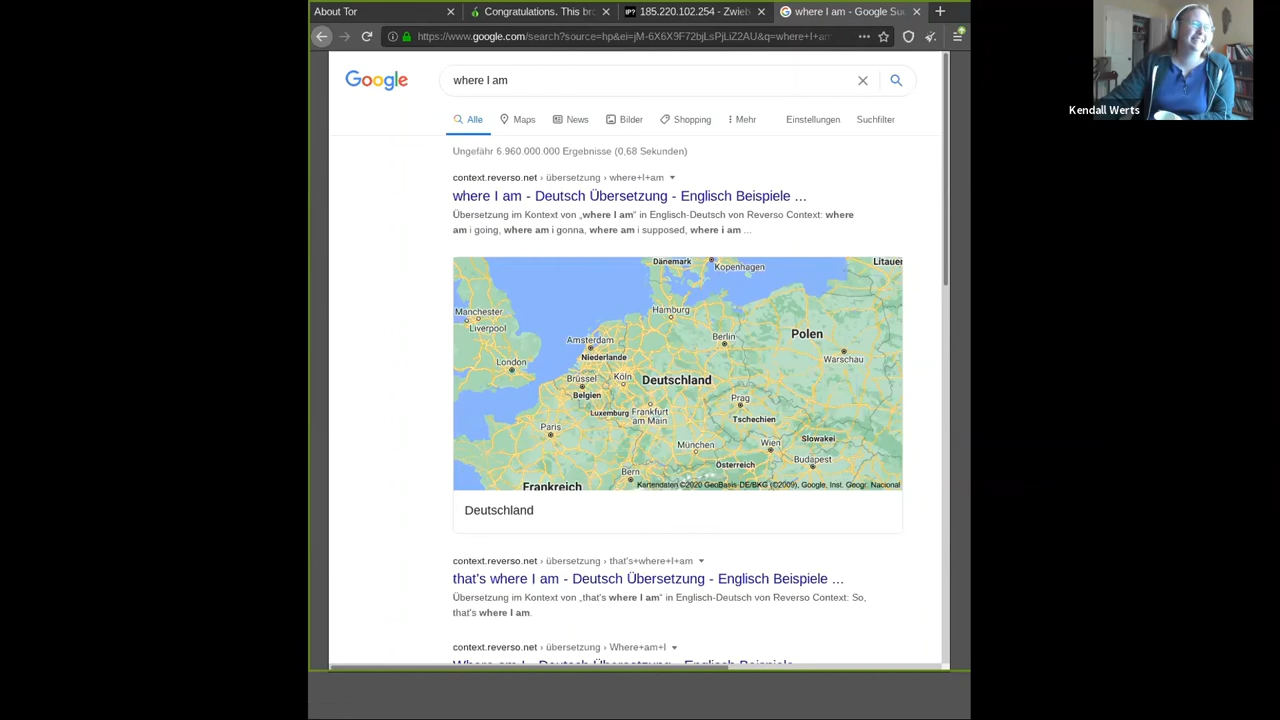 About Tor
Congratulations. This bro
IP? 185.220.102.254 - Zwieb
where I am - Google Su
https://www.google.com/search?source=hp&ei=jM-6X6X9F72bjLsPjLiZ2AU&q=where+I+am
Kendall Werts
Google
where I am
Alle
Maps
News
Bilder
Shopping
Mehr
Einstellungen
Suchfilter
Ungefähr 6.960.000.000 Ergebnisse (0,68 Sekunden)
context.reverso.net › übersetzung › where+I+am
where I am - Deutsch Übersetzung - Englisch Beispiele ...
Übersetzung im Kontext von „where I am“ in Englisch-Deutsch von Reverso Context: where
am i going, where am i gonna, where am i supposed, where i am ...
Dänemark
Kopenhagen
Litauen
Manchester
Liverpool
Hamburg
Berlin
Polen
Amsterdam
Niederlande
Warschau
London
Brüssel
Köln
Deutschland
Belgien
Prag
Luxemburg
Frankfurt
am Main
Tschechien
Paris
München
Wien
Slowakei
Österreich
Budapest
Bern
Frankreich
Kartendaten ©2020 GeoBasis-DE/BKG (©2009), Google, Inst. Geogr. Nacional
Deutschland
context.reverso.net › übersetzung › that's+where+I+am
that's where I am - Deutsch Übersetzung - Englisch Beispiele ...
Übersetzung im Kontext von „that's where I am“ in Englisch-Deutsch von Reverso Context: So,
that's where I am.
context.reverso.net › übersetzung › Where+am+I
Where am I - Deutsch Übersetzung - Englisch Beispiele